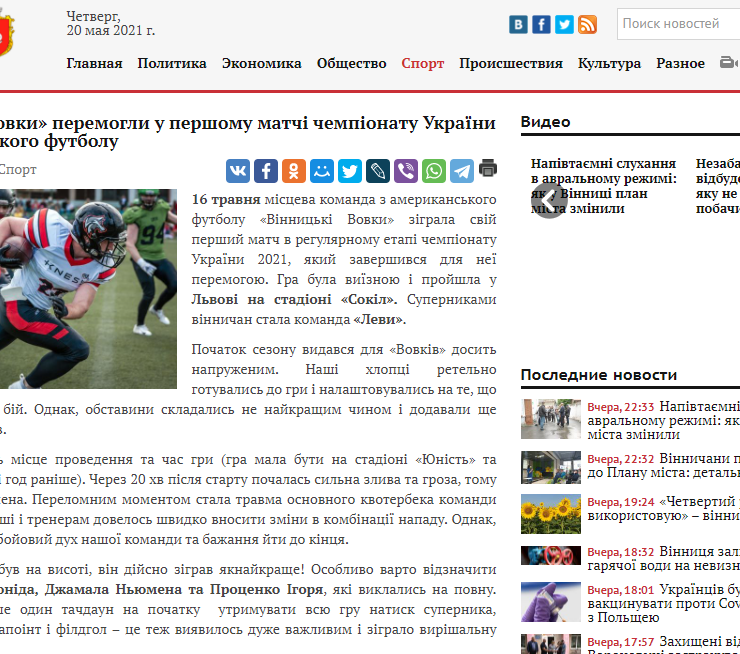 Четверг,
20 мая 2021 г.
Поиск новостей
Главная Политика Экономика Общество Спорт Происшествия Культура Разное
овки» перемогли у першому матчі чемпіонату України
кого футболу
Спорт
16 травня місцева команда з американського
футболу «Вінницькі Вовки» зіграла свій
перший матч в регулярному етапі чемпіонату
України 2021, який завершився для неї
перемогою. Гра була виїзною і пройшла у
Львові на стадіоні «Сокіл». Суперниками
вінничан стала команда «Леви».
Початок сезону видався для «Вовків» досить
напруженим. Наші хлопці ретельно
готувались до гри і налаштовувались на те, що
бій. Однак, обставини складались не найкращим чином і додавали ще
в.
ь місце проведення та час гри (гра мала бути на стадіоні «Юність» та
і год раніше). Через 20 хв після старту почалась сильна злива та гроза, тому
ена. Переломним моментом стала травма основного квотербека команди
ші і тренерам довелось швидко вносити зміни в комбінації нападу. Однак,
бойовий дух нашої команди та бажання йти до кінця.
був на висоті, він дійсно зіграв якнайкраще! Особливо варто відзначити
оніда, Джамала Ньюмена та Проценко Ігоря, які виклались на повну.
ше один тачдаун на початку утримувати всю гру натиск суперника,
апоінт і філдгол – це теж виявилось дуже важливим і зіграло вирішальну
Видео
Напівтаємні слухання
в авральному режимі:
як у Вінниці план
міста змінили
Незаба
відбуде
яку не
побачи
Последние новости
Вчера, 22:33 Напівтаємні
авральному режимі: як
міста змінили
Вчера, 22:32 Вінничани п
до Плану міста: деталь
Вчера, 19:24 «Четвертий
використовую» – вінни
Вчера, 18:32 Вінниця зал
гарячої води на невизн
Вчера, 18:01 Українців бу
вакцинувати проти Cov
з Польщею
Вчера, 17:57 Захищені від